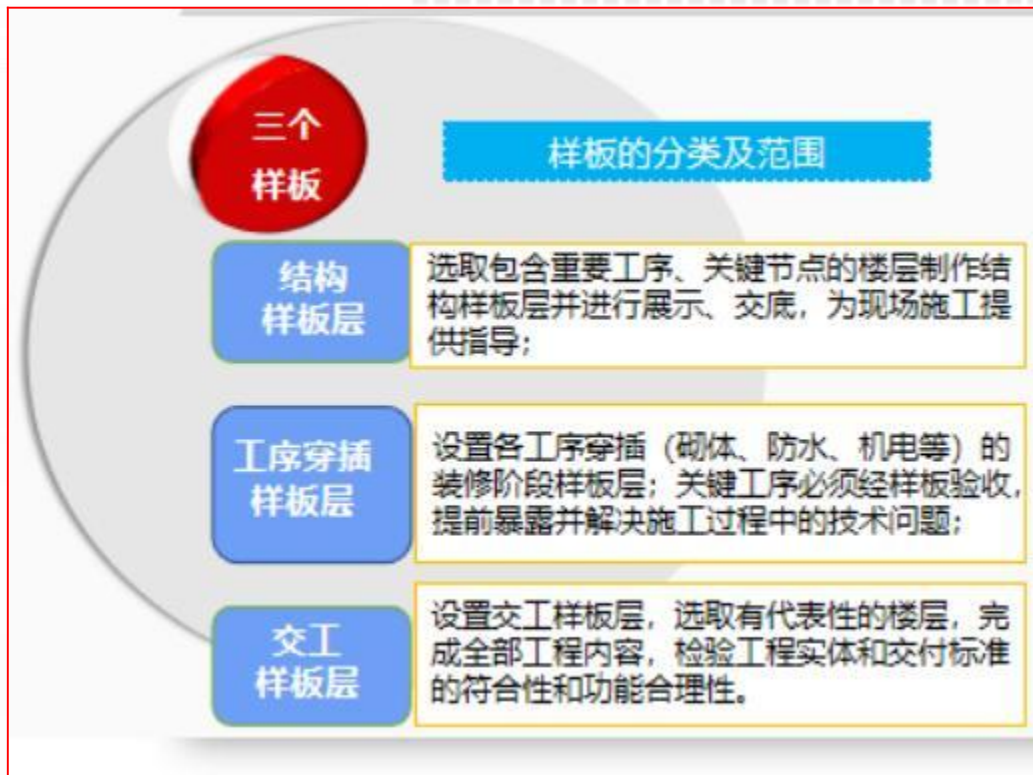 三个
样板
样板的分类及范围
结构
样板层
选取包含重要工序、关键节点的楼层制作结
构样板层并进行展示、交底，为现场施工提
供指导；
工序穿插
样板层
设置各工序穿插（砌体、防水、机电等）的
装修阶段样板层；关键工序必须经样板验收，
提前暴露并解决施工过程中的技术问题；
交工
样板层
设置交工样板层，选取有代表性的楼层，完
成全部工程内容，检验工程实体和交付标准
的符合性和功能合理性。